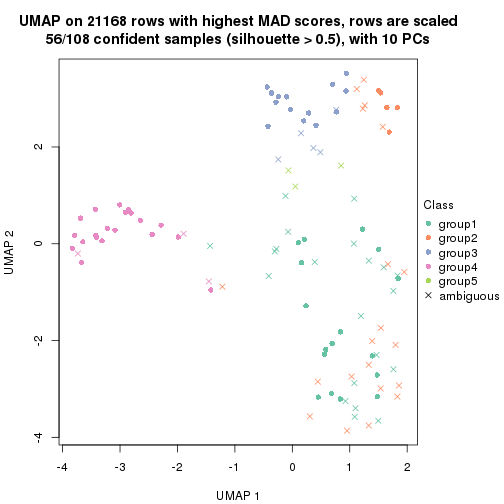 UMAP on 21168 rows with highest MAD scores, rows are scaled
56/108 confident samples (silhouette > 0.5), with 10 PCs
UMAP 2
2
0
-2
-4
-4
-3
-2
-1
0
1
2
UMAP 1
Class
group1
group2
group3
group4
group5
ambiguous